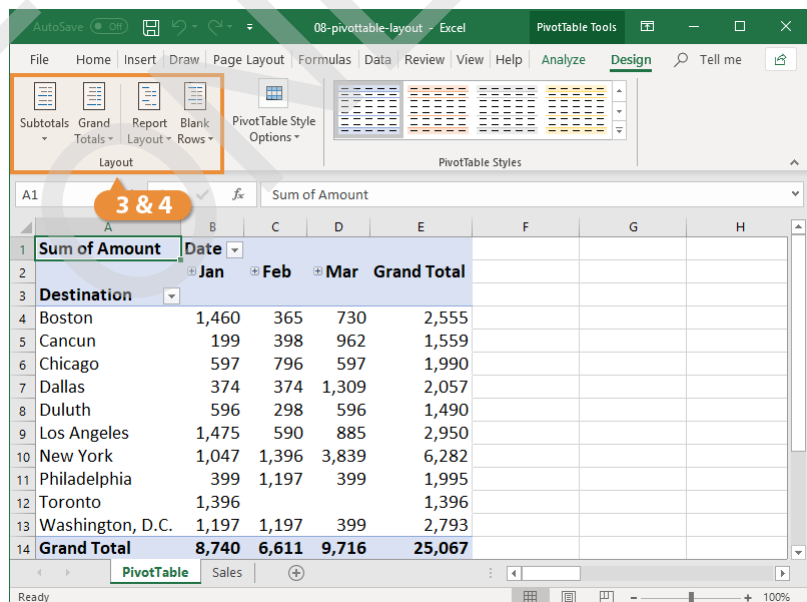 AutoSave Off 08-pivottable-layout - Excel PivotTable Tools
File Home Insert Draw Page Layout Formulas Data Review View Help Analyze Design Tell me
Subtotals Grand Totals Report Layout Blank Rows PivotTable Style Options
Layout PivotTable Styles
A1 fx Sum of Amount
3 & 4
A B C D E F G H
1 Sum of Amount Date
2 Jan Feb Mar Grand Total
3 Destination
4 Boston 1,460 365 730 2,555
5 Cancun 199 398 962 1,559
6 Chicago 597 796 597 1,990
7 Dallas 374 374 1,309 2,057
8 Duluth 596 298 596 1,490
9 Los Angeles 1,475 590 885 2,950
10 New York 1,047 1,396 3,839 6,282
11 Philadelphia 399 1,197 399 1,995
12 Toronto 1,396 1,396
13 Washington, D.C. 1,197 1,197 399 2,793
14 Grand Total 8,740 6,611 9,716 25,067
PivotTable Sales
Ready 100%